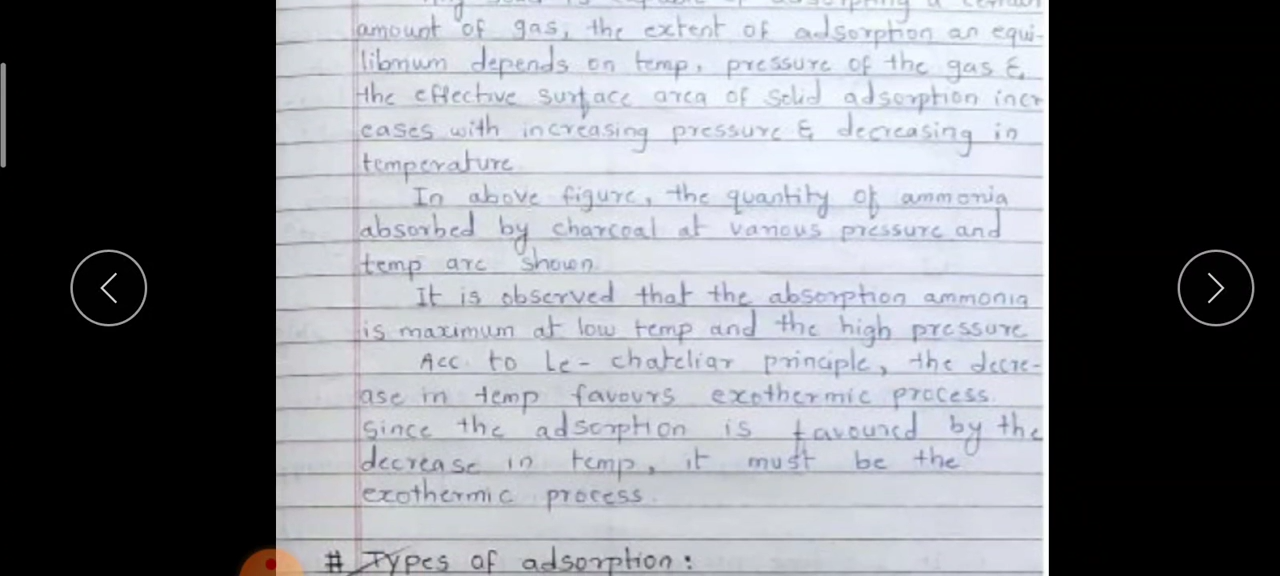 amount of gas, the extent of adsorption an equi-
librium depends on temp, pressure of the gas &
the effective surface area of solid adsorption incr
eases with increasing pressure & decreasing in
temperature
In above figure, the quantity of ammonia
absorbed by charcoal at various pressure and
temp are shown.
It is observed that the absorption ammonia
is maximum at low temp and the high pressure
Acc. to Le-chateliar principle, the decre-
ase in temp favours exothermic process.
Since the adsorption is favoured by the
decrease in temp, it must be the
exothermic process.
# Types of adsorption: